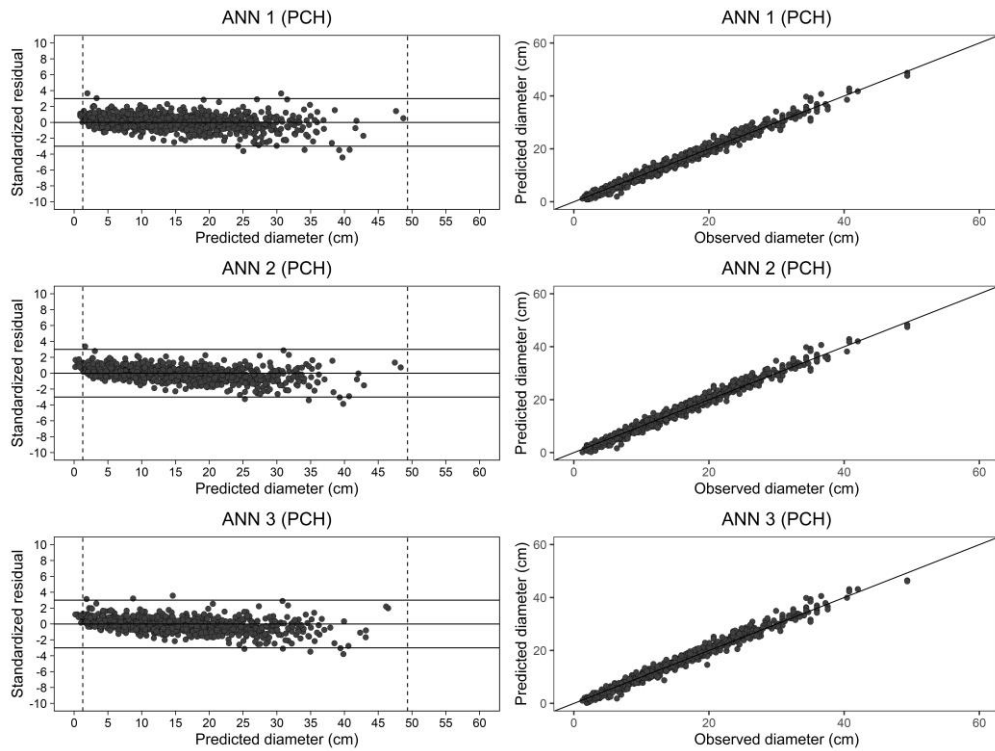 ANN 1 (PCH)
Standardized residual
10
8
6
4
2
0
-2
-4
-6
-8
-10
0 5 10 15 20 25 30 35 40 45 50 55 60
Predicted diameter (cm)
ANN 1 (PCH)
Predicted diameter (cm)
60
40
20
0
0 20 40 60
Observed diameter (cm)
ANN 2 (PCH)
Standardized residual
10
8
6
4
2
0
-2
-4
-6
-8
-10
0 5 10 15 20 25 30 35 40 45 50 55 60
Predicted diameter (cm)
ANN 2 (PCH)
Predicted diameter (cm)
60
40
20
0
0 20 40 60
Observed diameter (cm)
ANN 3 (PCH)
Standardized residual
10
8
6
4
2
0
-2
-4
-6
-8
-10
0 5 10 15 20 25 30 35 40 45 50 55 60
Predicted diameter (cm)
ANN 3 (PCH)
Predicted diameter (cm)
60
40
20
0
0 20 40 60
Observed diameter (cm)